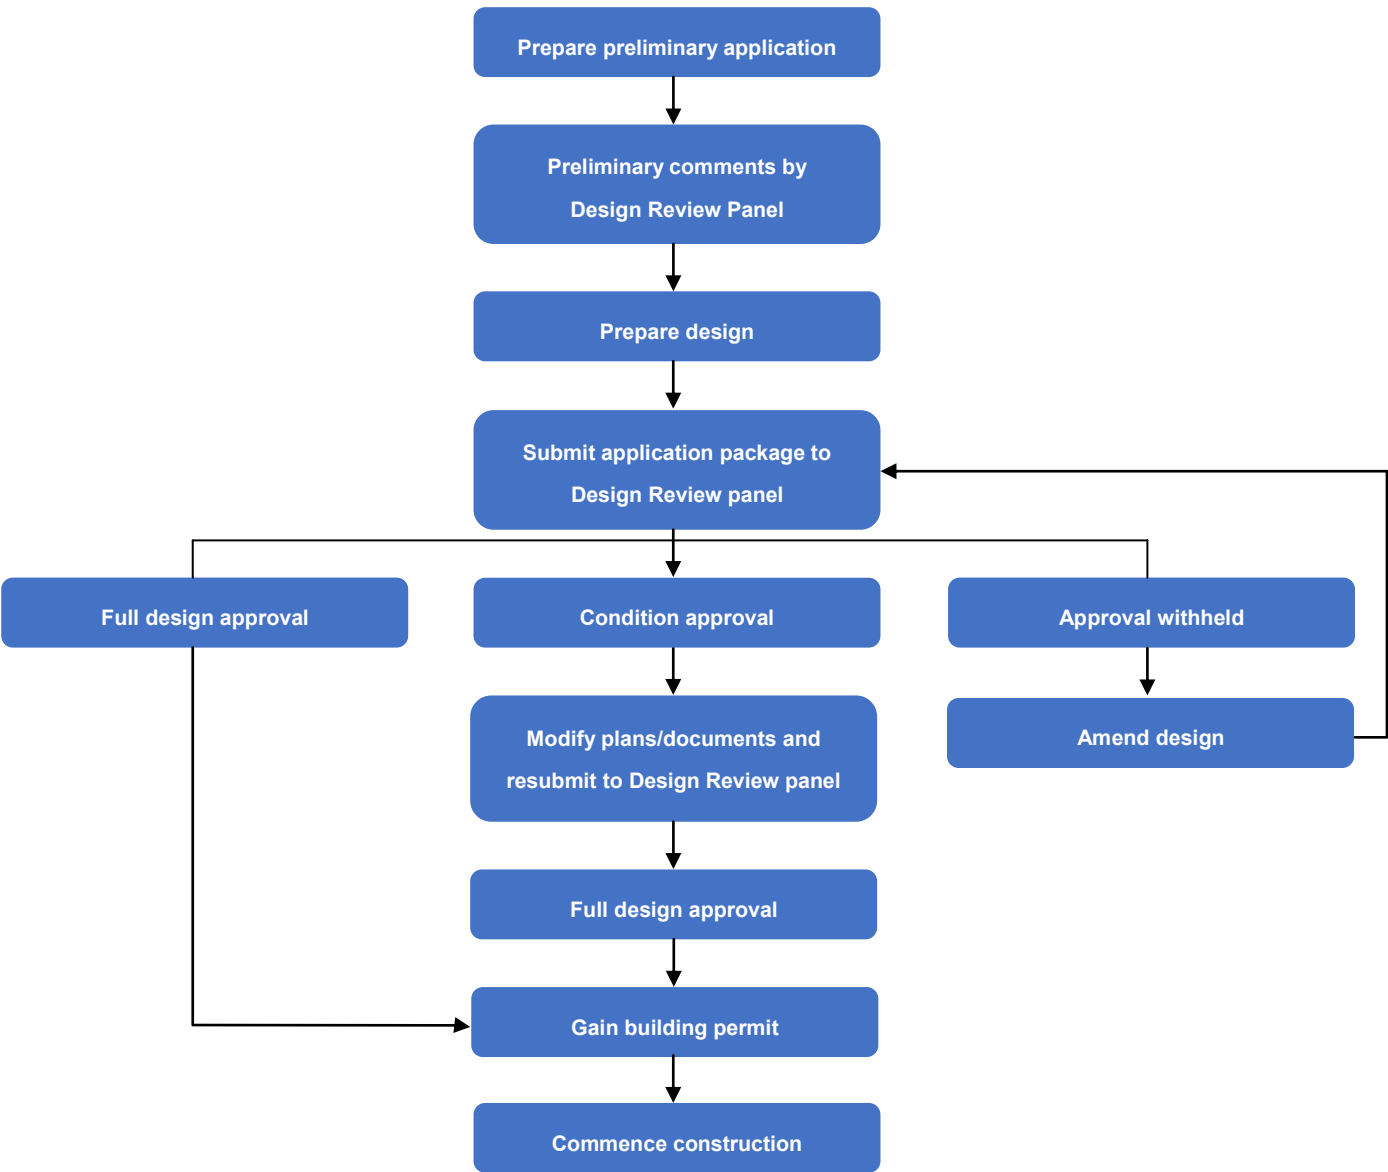 Prepare preliminary application
Preliminary comments by
Design Review Panel
Prepare design
Submit application package to
Design Review panel
Full design approval
Condition approval
Approval withheld
Modify plans/documents and
resubmit to Design Review panel
Amend design
Full design approval
Gain building permit
Commence construction